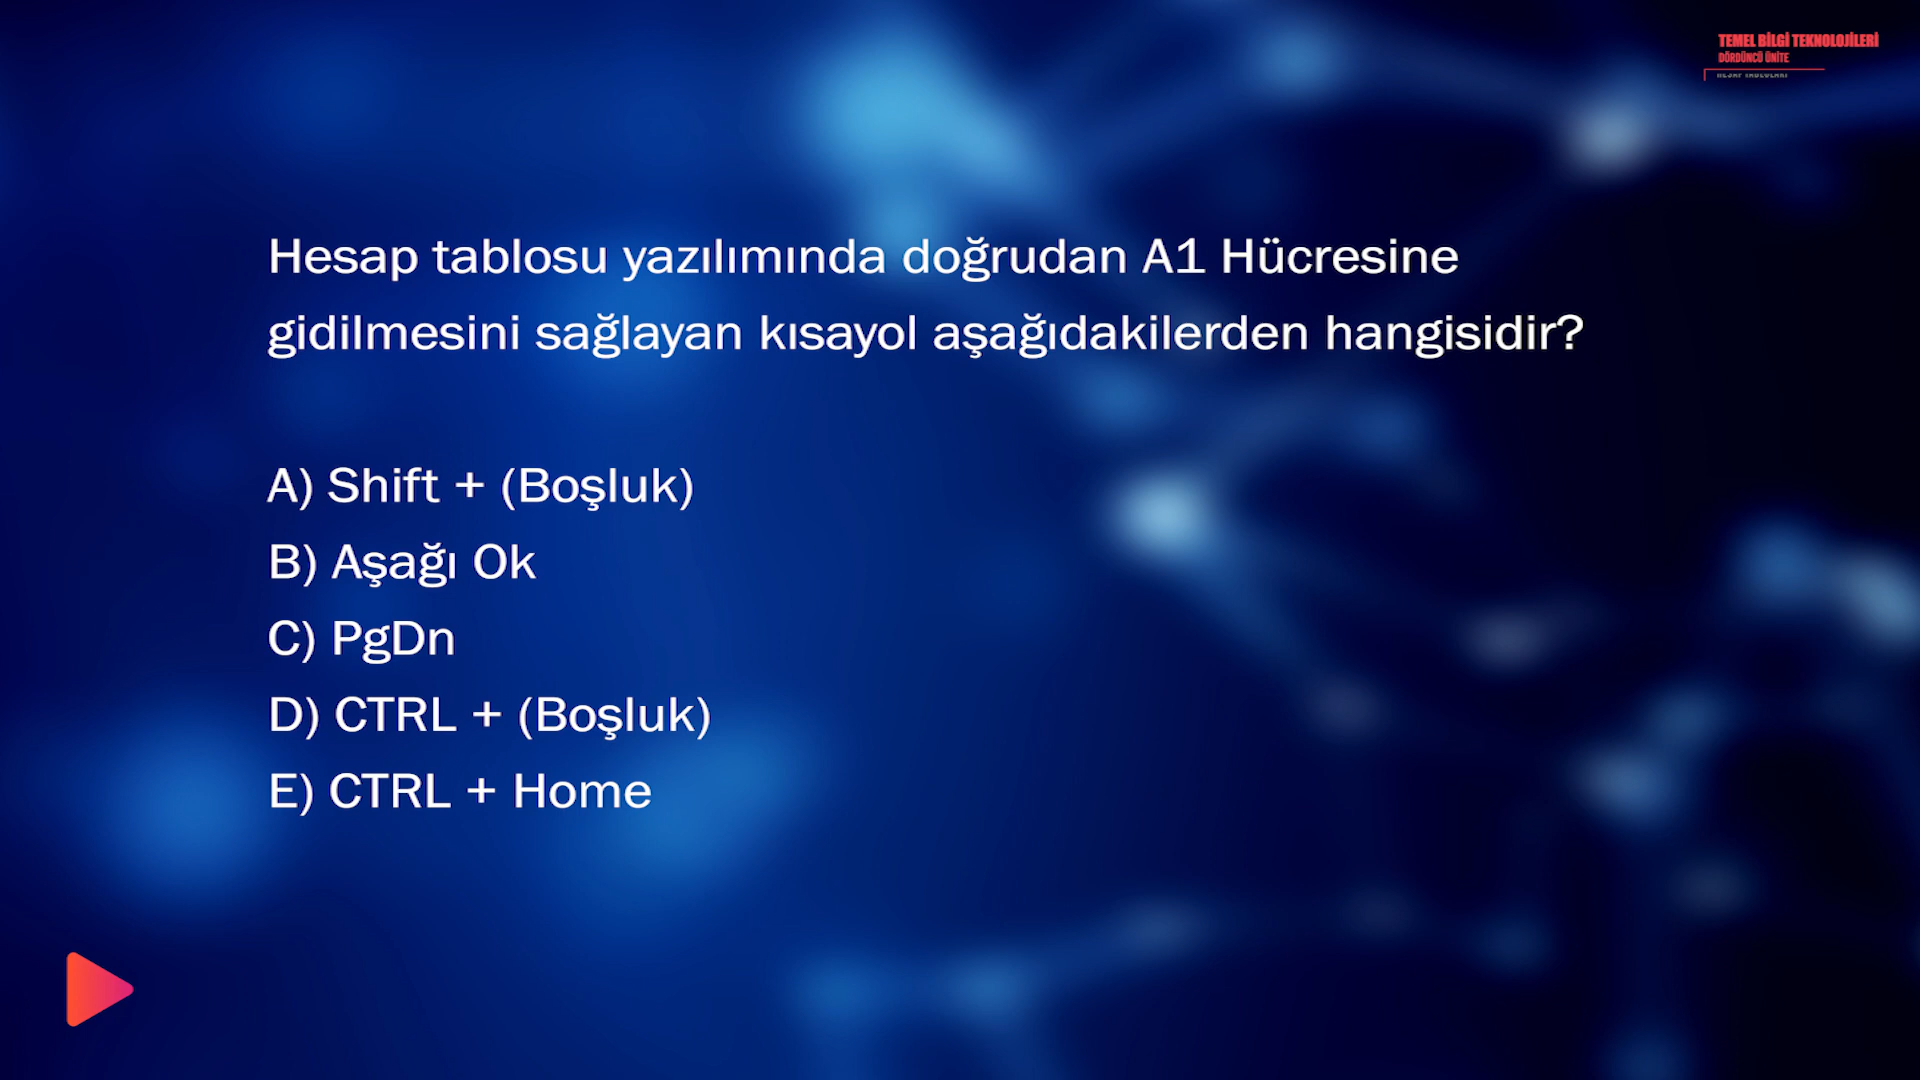 TEMEL BİLGİ TEKNOLOJİLERİ
DÖRDÜNCÜ ÜNİTE
Hesap tablosu yazılımında doğrudan A1 Hücresine
gidilmesini sağlayan kısayol aşağıdakilerden hangisidir?
A) Shift + (Boşluk)
B) Aşağı Ok
C) PgDn
D) CTRL + (Boşluk)
E) CTRL + Home